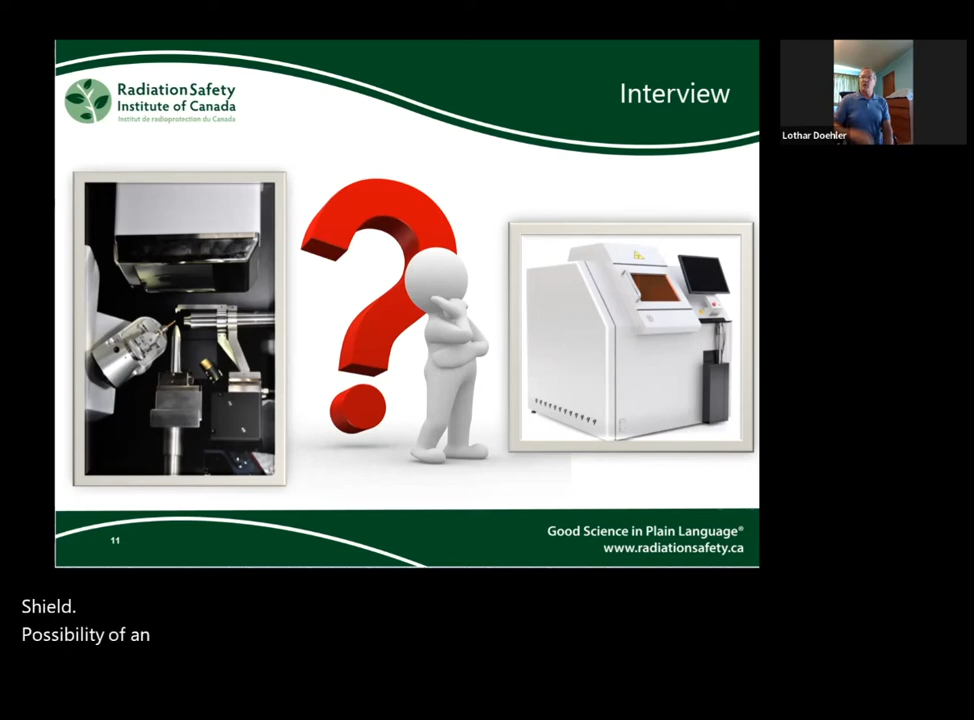 Radiation Safety
Institute of Canada
Institut de radioprotection du Canada
Interview
Lothar Doehler
11
Good Science in Plain Language®
www.radiationsafety.ca
Shield.
Possibility of an